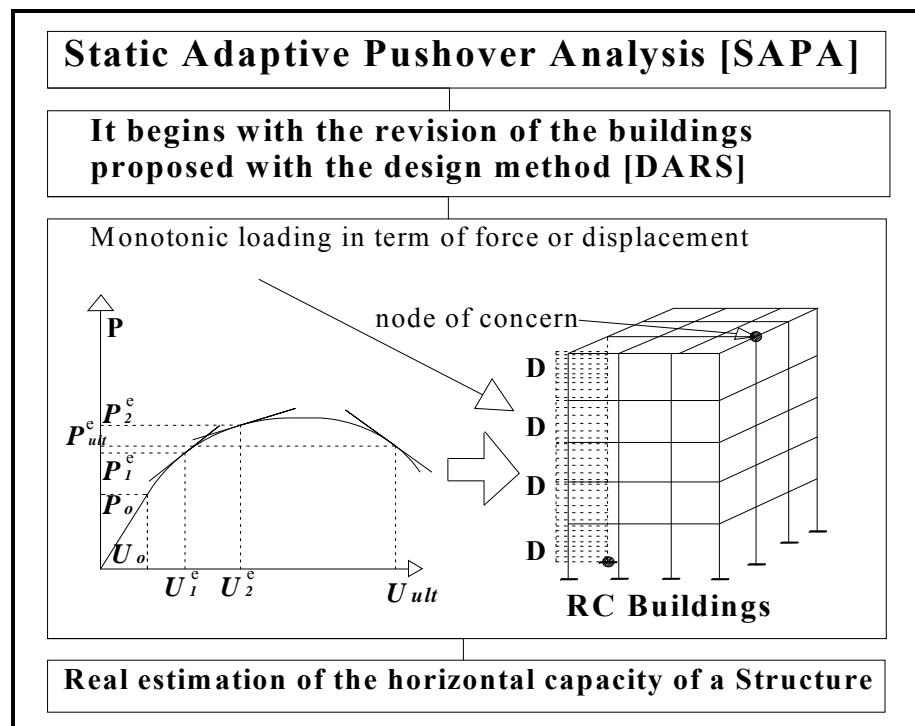 Static Adaptive Pushover Analysis [SAPA]
It begins with the revision of the buildings
proposed with the design method [DARS]
Monotonic loading in term of force or displacement
node of concern
P
P₂ᵉ
Pᵉult
P₁ᵉ
Pₒ
Uₒ
U₁ᵉ
U₂ᵉ
U ult
D
D
D
D
RC Buildings
Real estimation of the horizontal capacity of a Structure